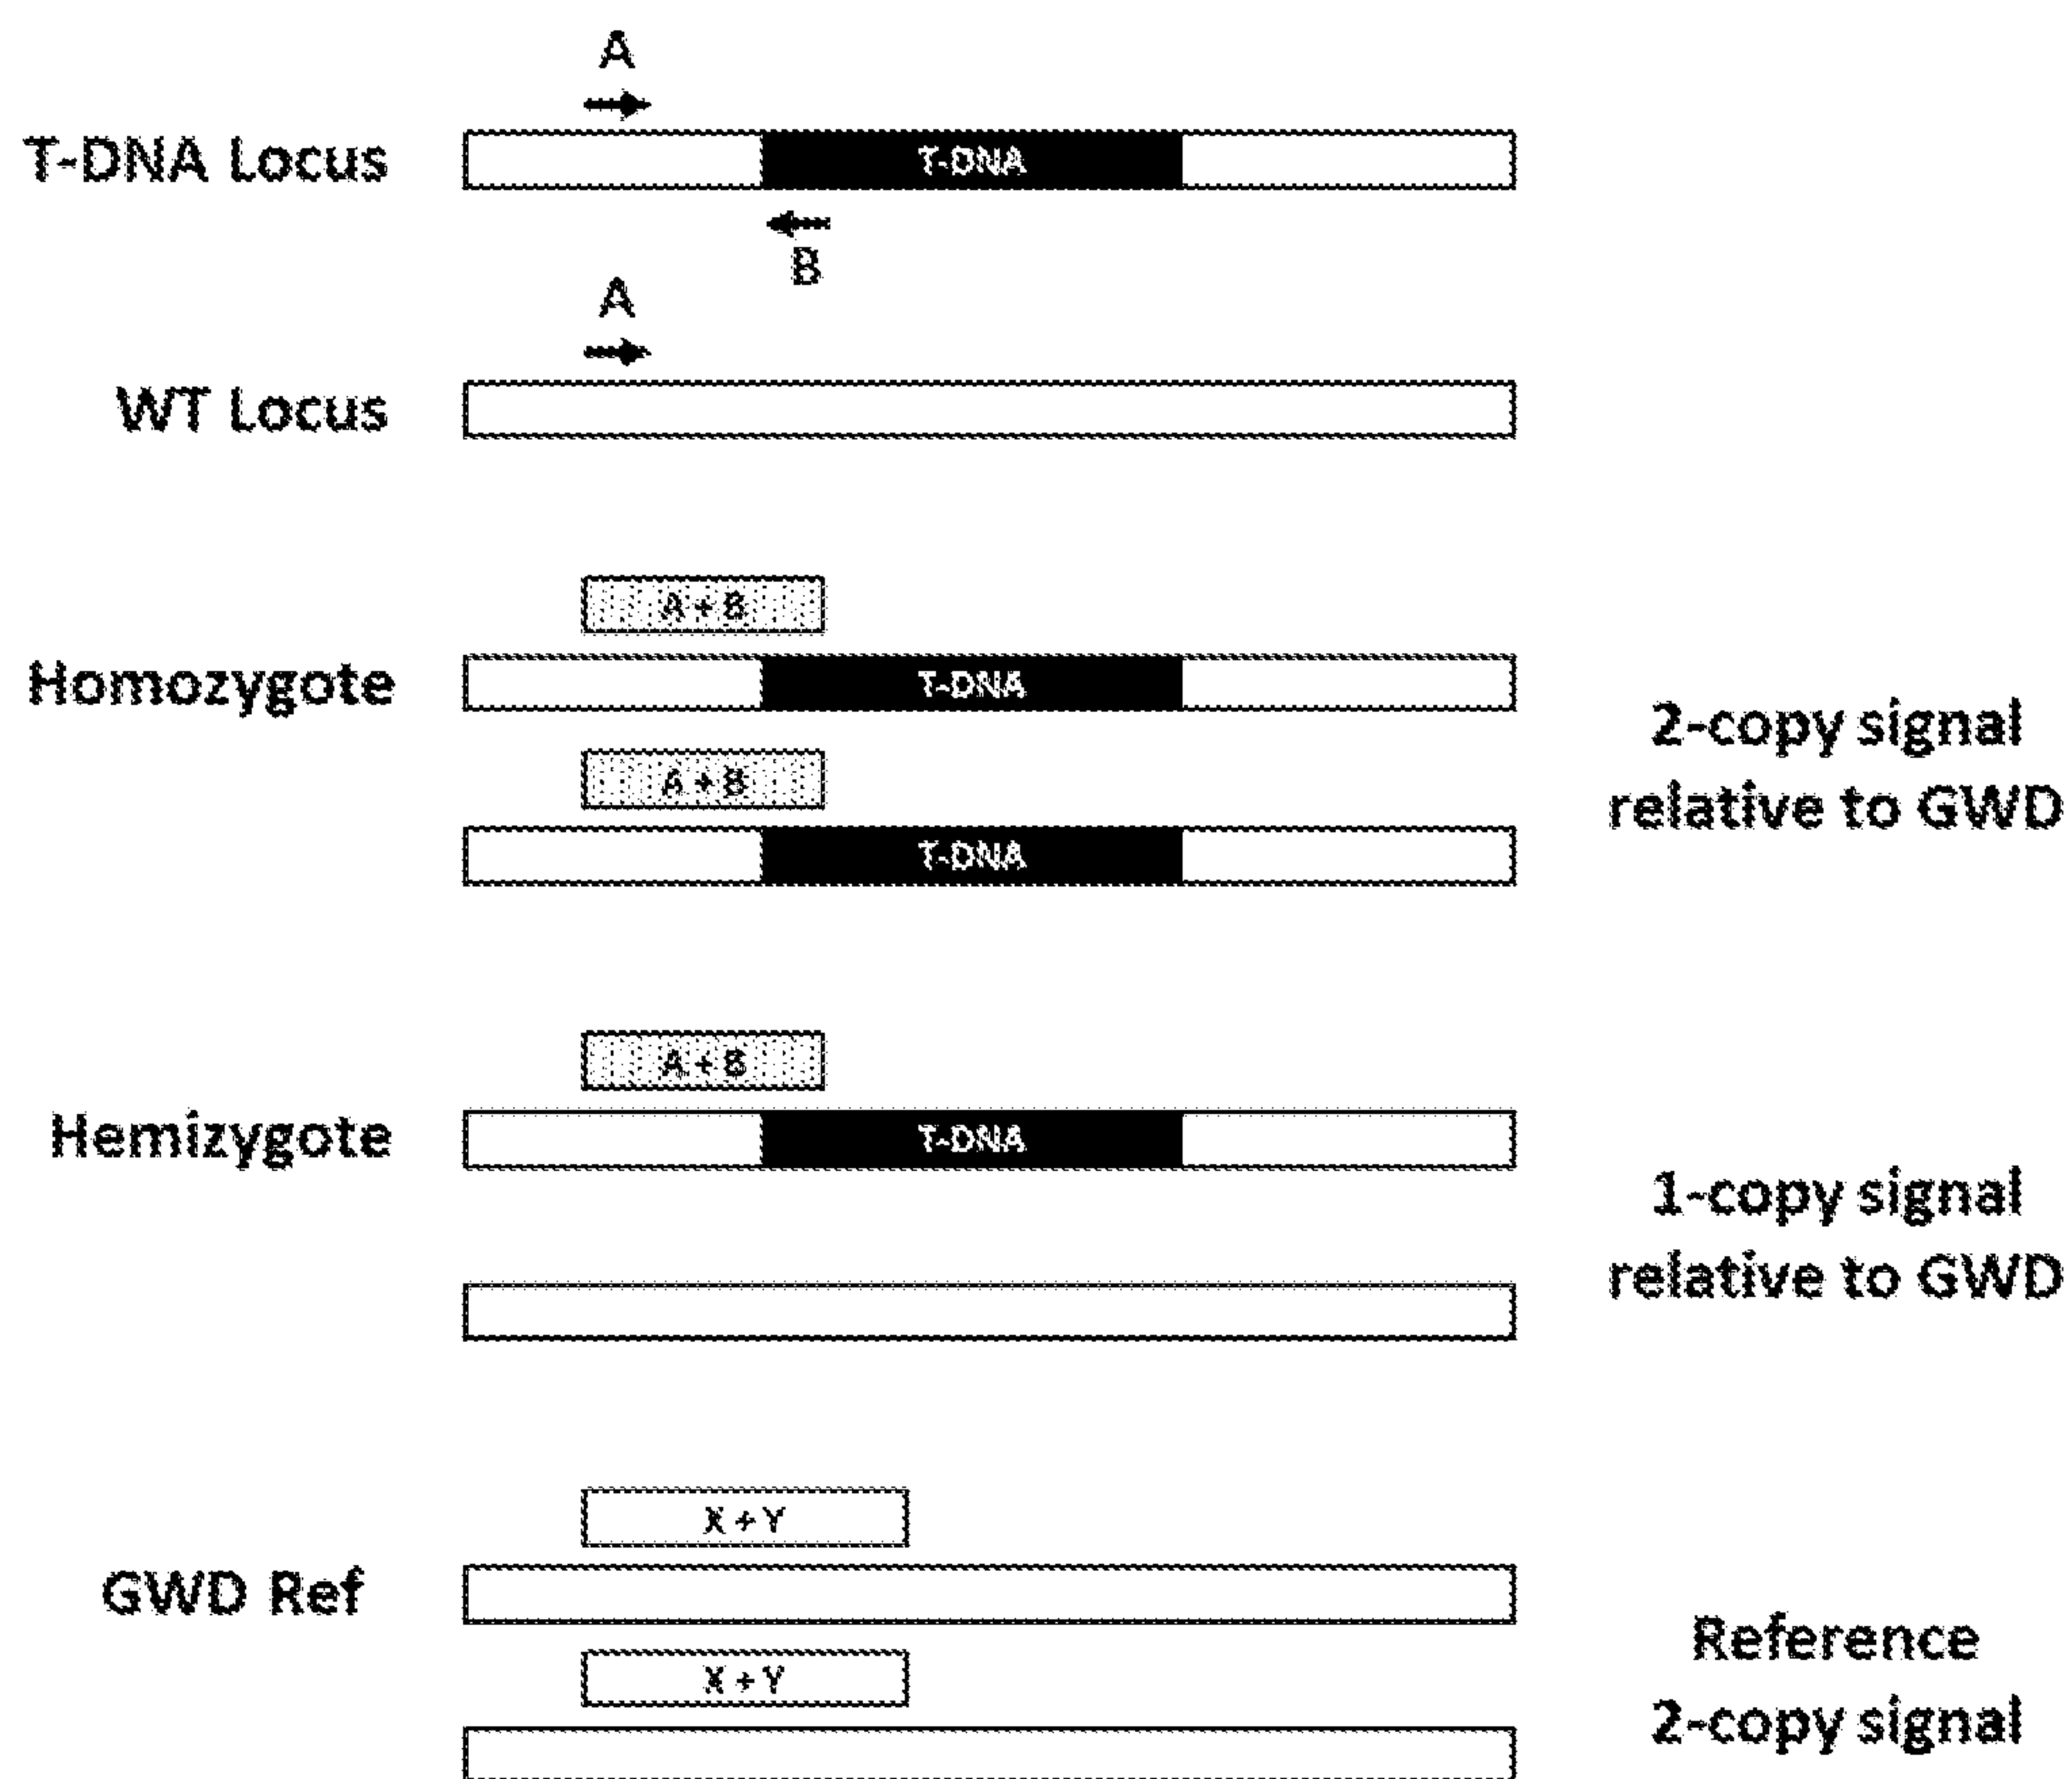 A
T-DNA Locus
T-DNA
B
A
WT Locus
A + B
Homozygote
T-DNA
2-copy signal
relative to GWD
A + B
T-DNA
A + B
Hemizygote
T-DNA
1-copy signal
relative to GWD
X + Y
GWD Ref
Reference
2-copy signal
X + Y